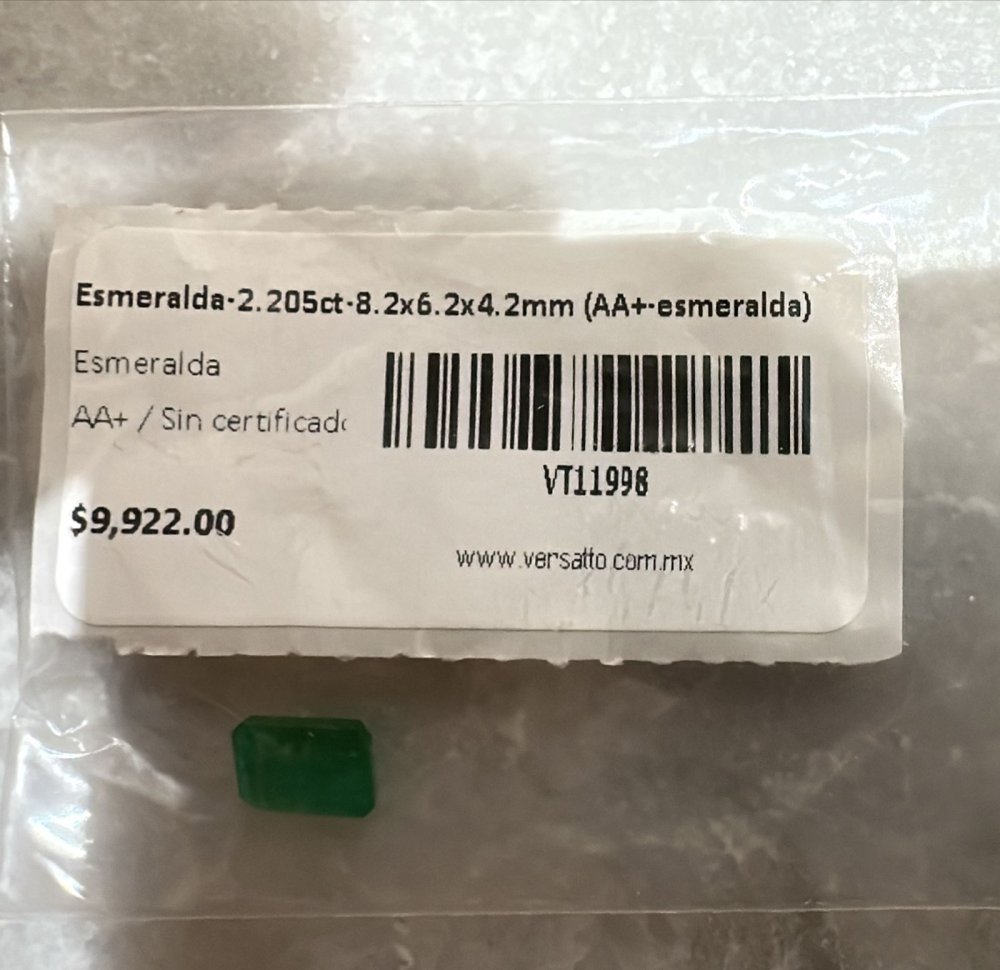 Esmeralda-2.205ct-8.2x6.2x4.2mm (AA+-esmeralda)
Esmeralda
AA+ / Sin certificado
VT11998
$9,922.00
www.versatto.com.mx